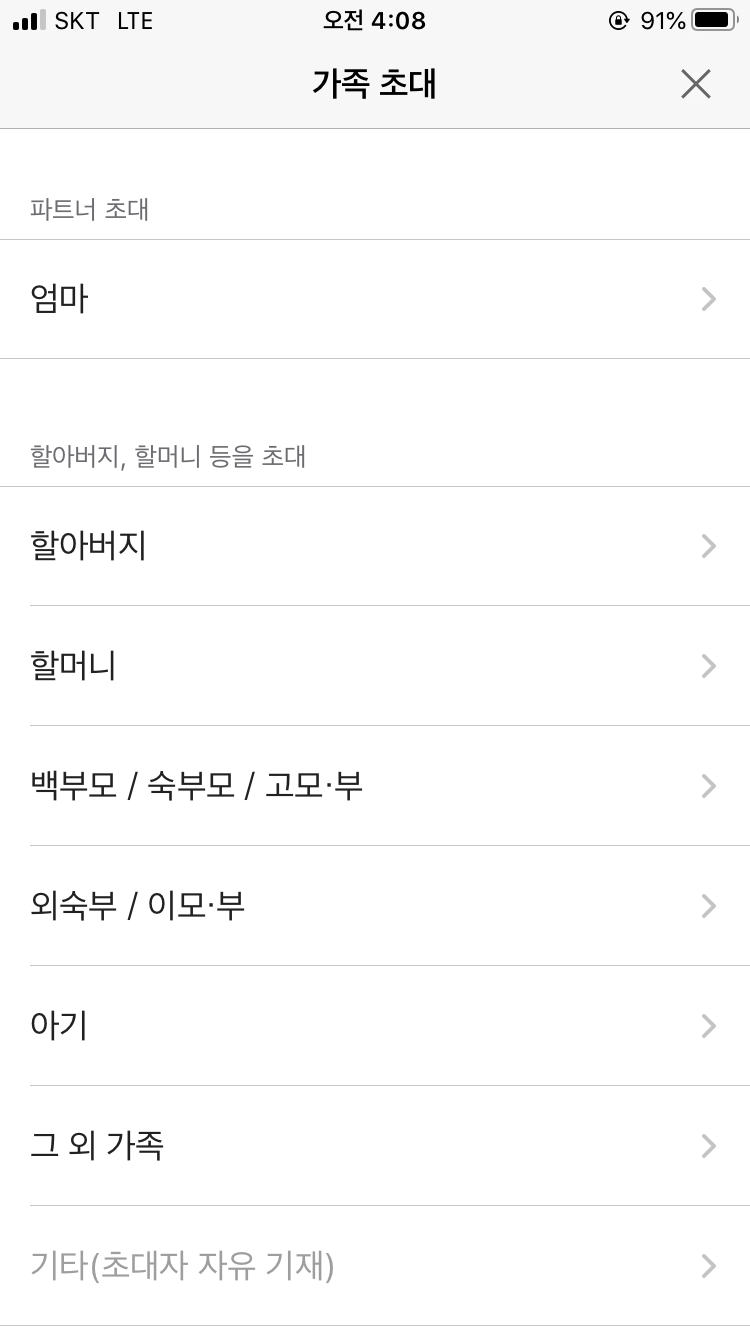 SKT LTE 오전 4:08 91%
가족 초대
파트너 초대
엄마
할아버지, 할머니 등을 초대
할아버지
할머니
백부모 / 숙부모 / 고모·부
외숙부 / 이모·부
아기
그 외 가족
기타(초대자 자유 기재)